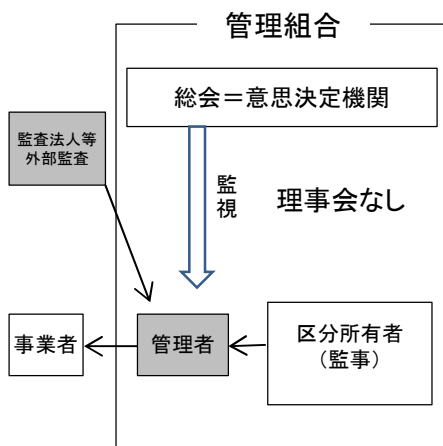 管理組合
総会＝意思決定機関
監査法人等
外部監査
監視
理事会なし
事業者
管理者
区分所有者
（監事）